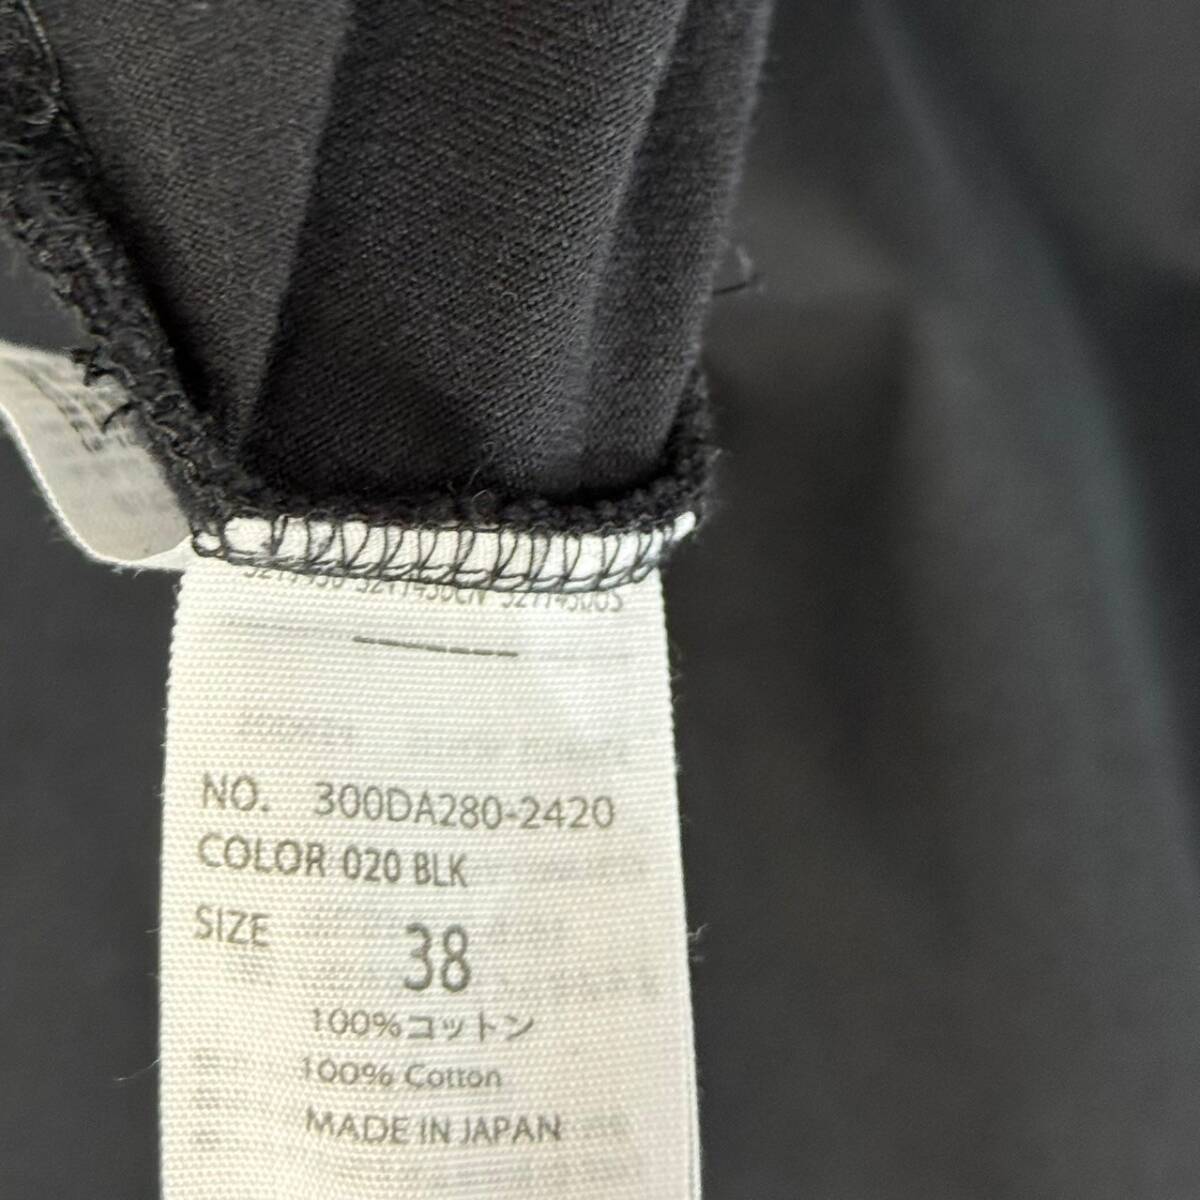 NO. 300DA280-2420
COLOR 020 BLK
SIZE 38
100%コットン
100% Cotton
MADE IN JAPAN